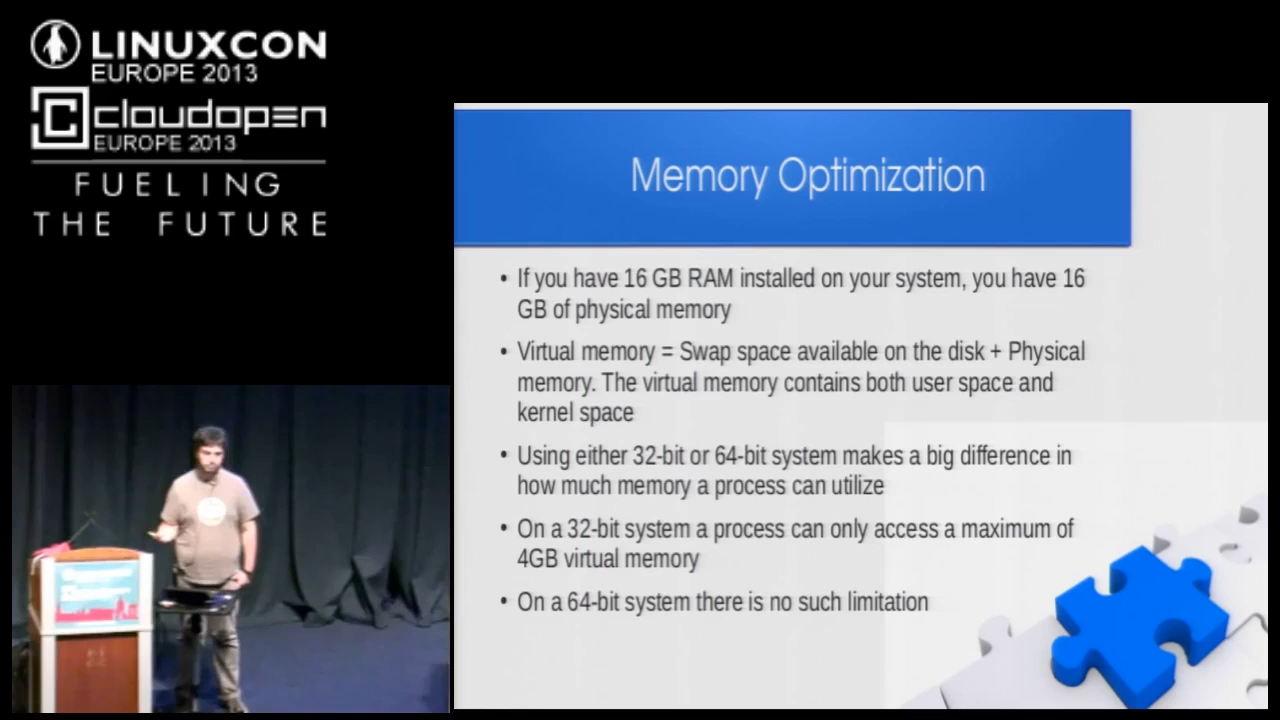 LINUXCON
EUROPE 2013
cloudopen
EUROPE 2013
FUELING
THE FUTURE
Memory Optimization
• If you have 16 GB RAM installed on your system, you have 16
GB of physical memory
• Virtual memory = Swap space available on the disk + Physical
memory. The virtual memory contains both user space and
kernel space
• Using either 32-bit or 64-bit system makes a big difference in
how much memory a process can utilize
• On a 32-bit system a process can only access a maximum of
4GB virtual memory
• On a 64-bit system there is no such limitation